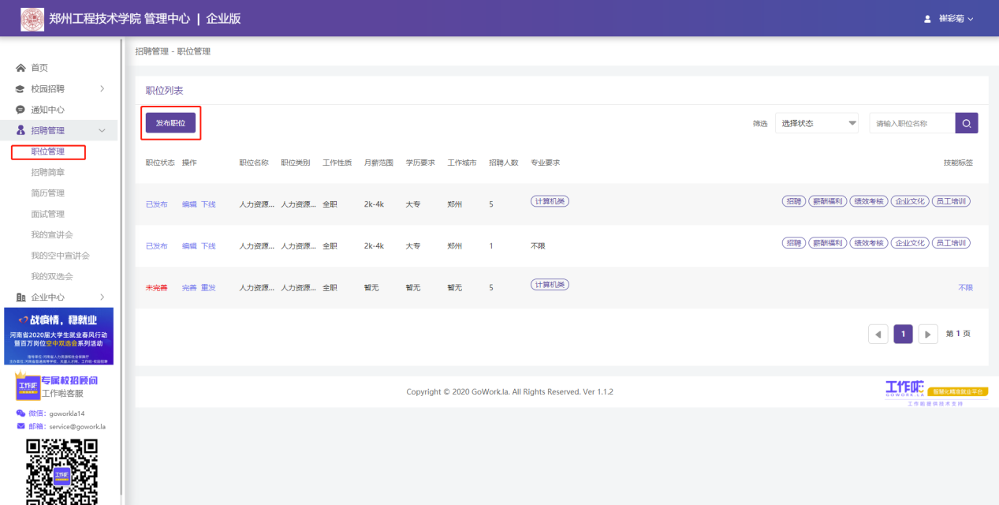 郑州工程技术学院 管理中心 | 企业版
崔彩菊
首页
校园招聘
通知中心
招聘管理
职位管理
招聘简章
简历管理
面试管理
我的宣讲会
我的空中宣讲会
我的双选会
企业中心
战疫情，稳就业
河南省2020届大学生就业春风行动
暨百万岗位空中双选会系列活动
工作啦
专属校招顾问
工作啦客服
微信：goworkla14
邮箱：service@gowork.la
招聘管理 - 职位管理
职位列表
发布职位
筛选 选择状态 请输入职位名称
职位状态 操作 职位名称 职位类别 工作性质 月薪范围 学历要求 工作城市 招聘人数 专业要求 技能标签
已发布 编辑 下线 人力资源... 人力资源... 全职 2k-4k 大专 郑州 5 计算机类 招聘 薪酬福利 绩效考核 企业文化 员工培训
已发布 编辑 下线 人力资源... 人力资源... 全职 2k-4k 大专 郑州 1 不限 招聘 薪酬福利 绩效考核 企业文化 员工培训
未完善 完善 重发 人力资源... 人力资源... 全职 暂无 暂无 暂无 5 计算机类 不限
1 第 1 页
Copyright © 2020 GoWork.la. All Rights Reserved. Ver 1.1.2
工作啦
GOWORK.LA
智慧化精准就业平台
工作啦提供技术支持